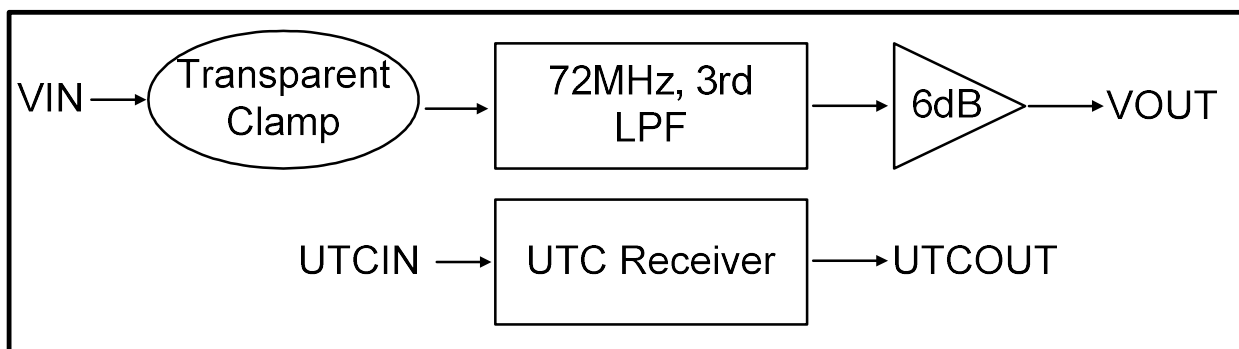 VIN
Transparent
Clamp
72MHz, 3rd
LPF
6dB
VOUT
UTCIN
UTC Receiver
UTCOUT